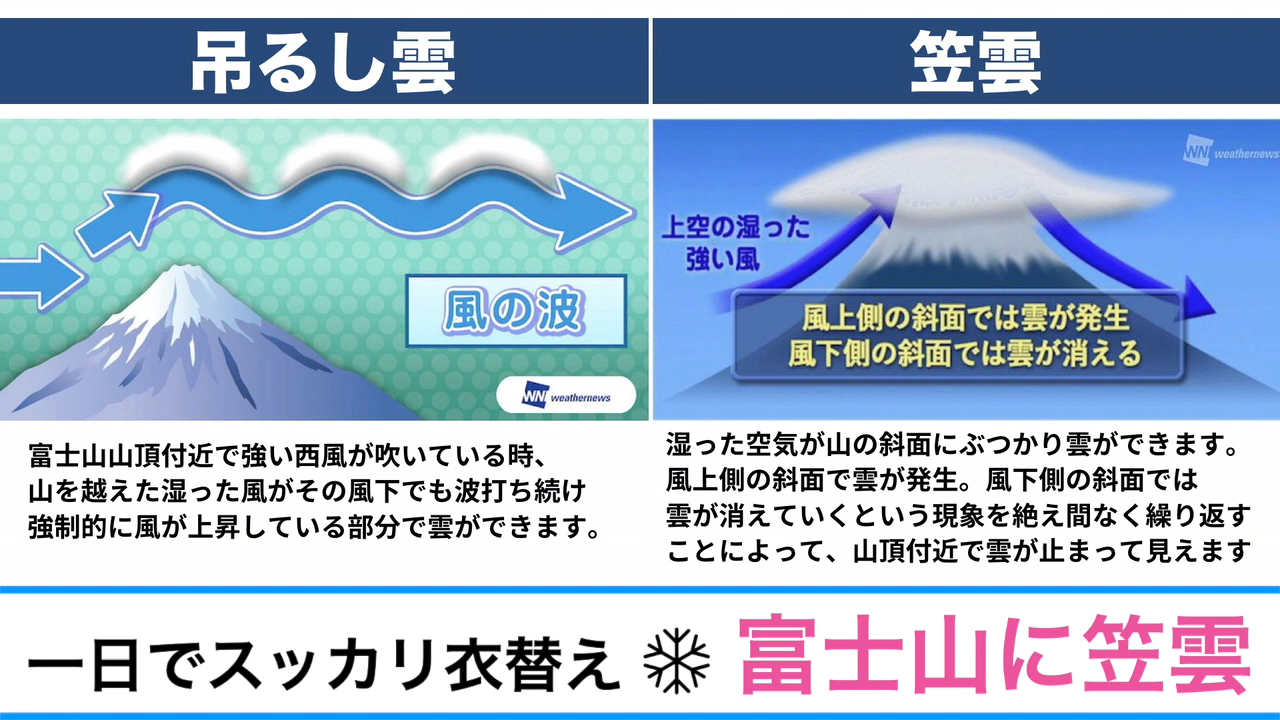 吊るし雲
風の波
weathernews
富士山山頂付近で強い西風が吹いている時、
山を越えた湿った風がその風下でも波打ち続け
強制的に風が上昇している部分で雲ができます。
笠雲
weathernews
上空の湿った
強い風
風上側の斜面では雲が発生
風下側の斜面では雲が消える
湿った空気が山の斜面にぶつかり雲ができます。
風上側の斜面で雲が発生。風下側の斜面では
雲が消えていくという現象を絶え間なく繰り返す
ことによって、山頂付近で雲が止まって見えます
一日でスッカリ衣替え❄富士山に笠雲